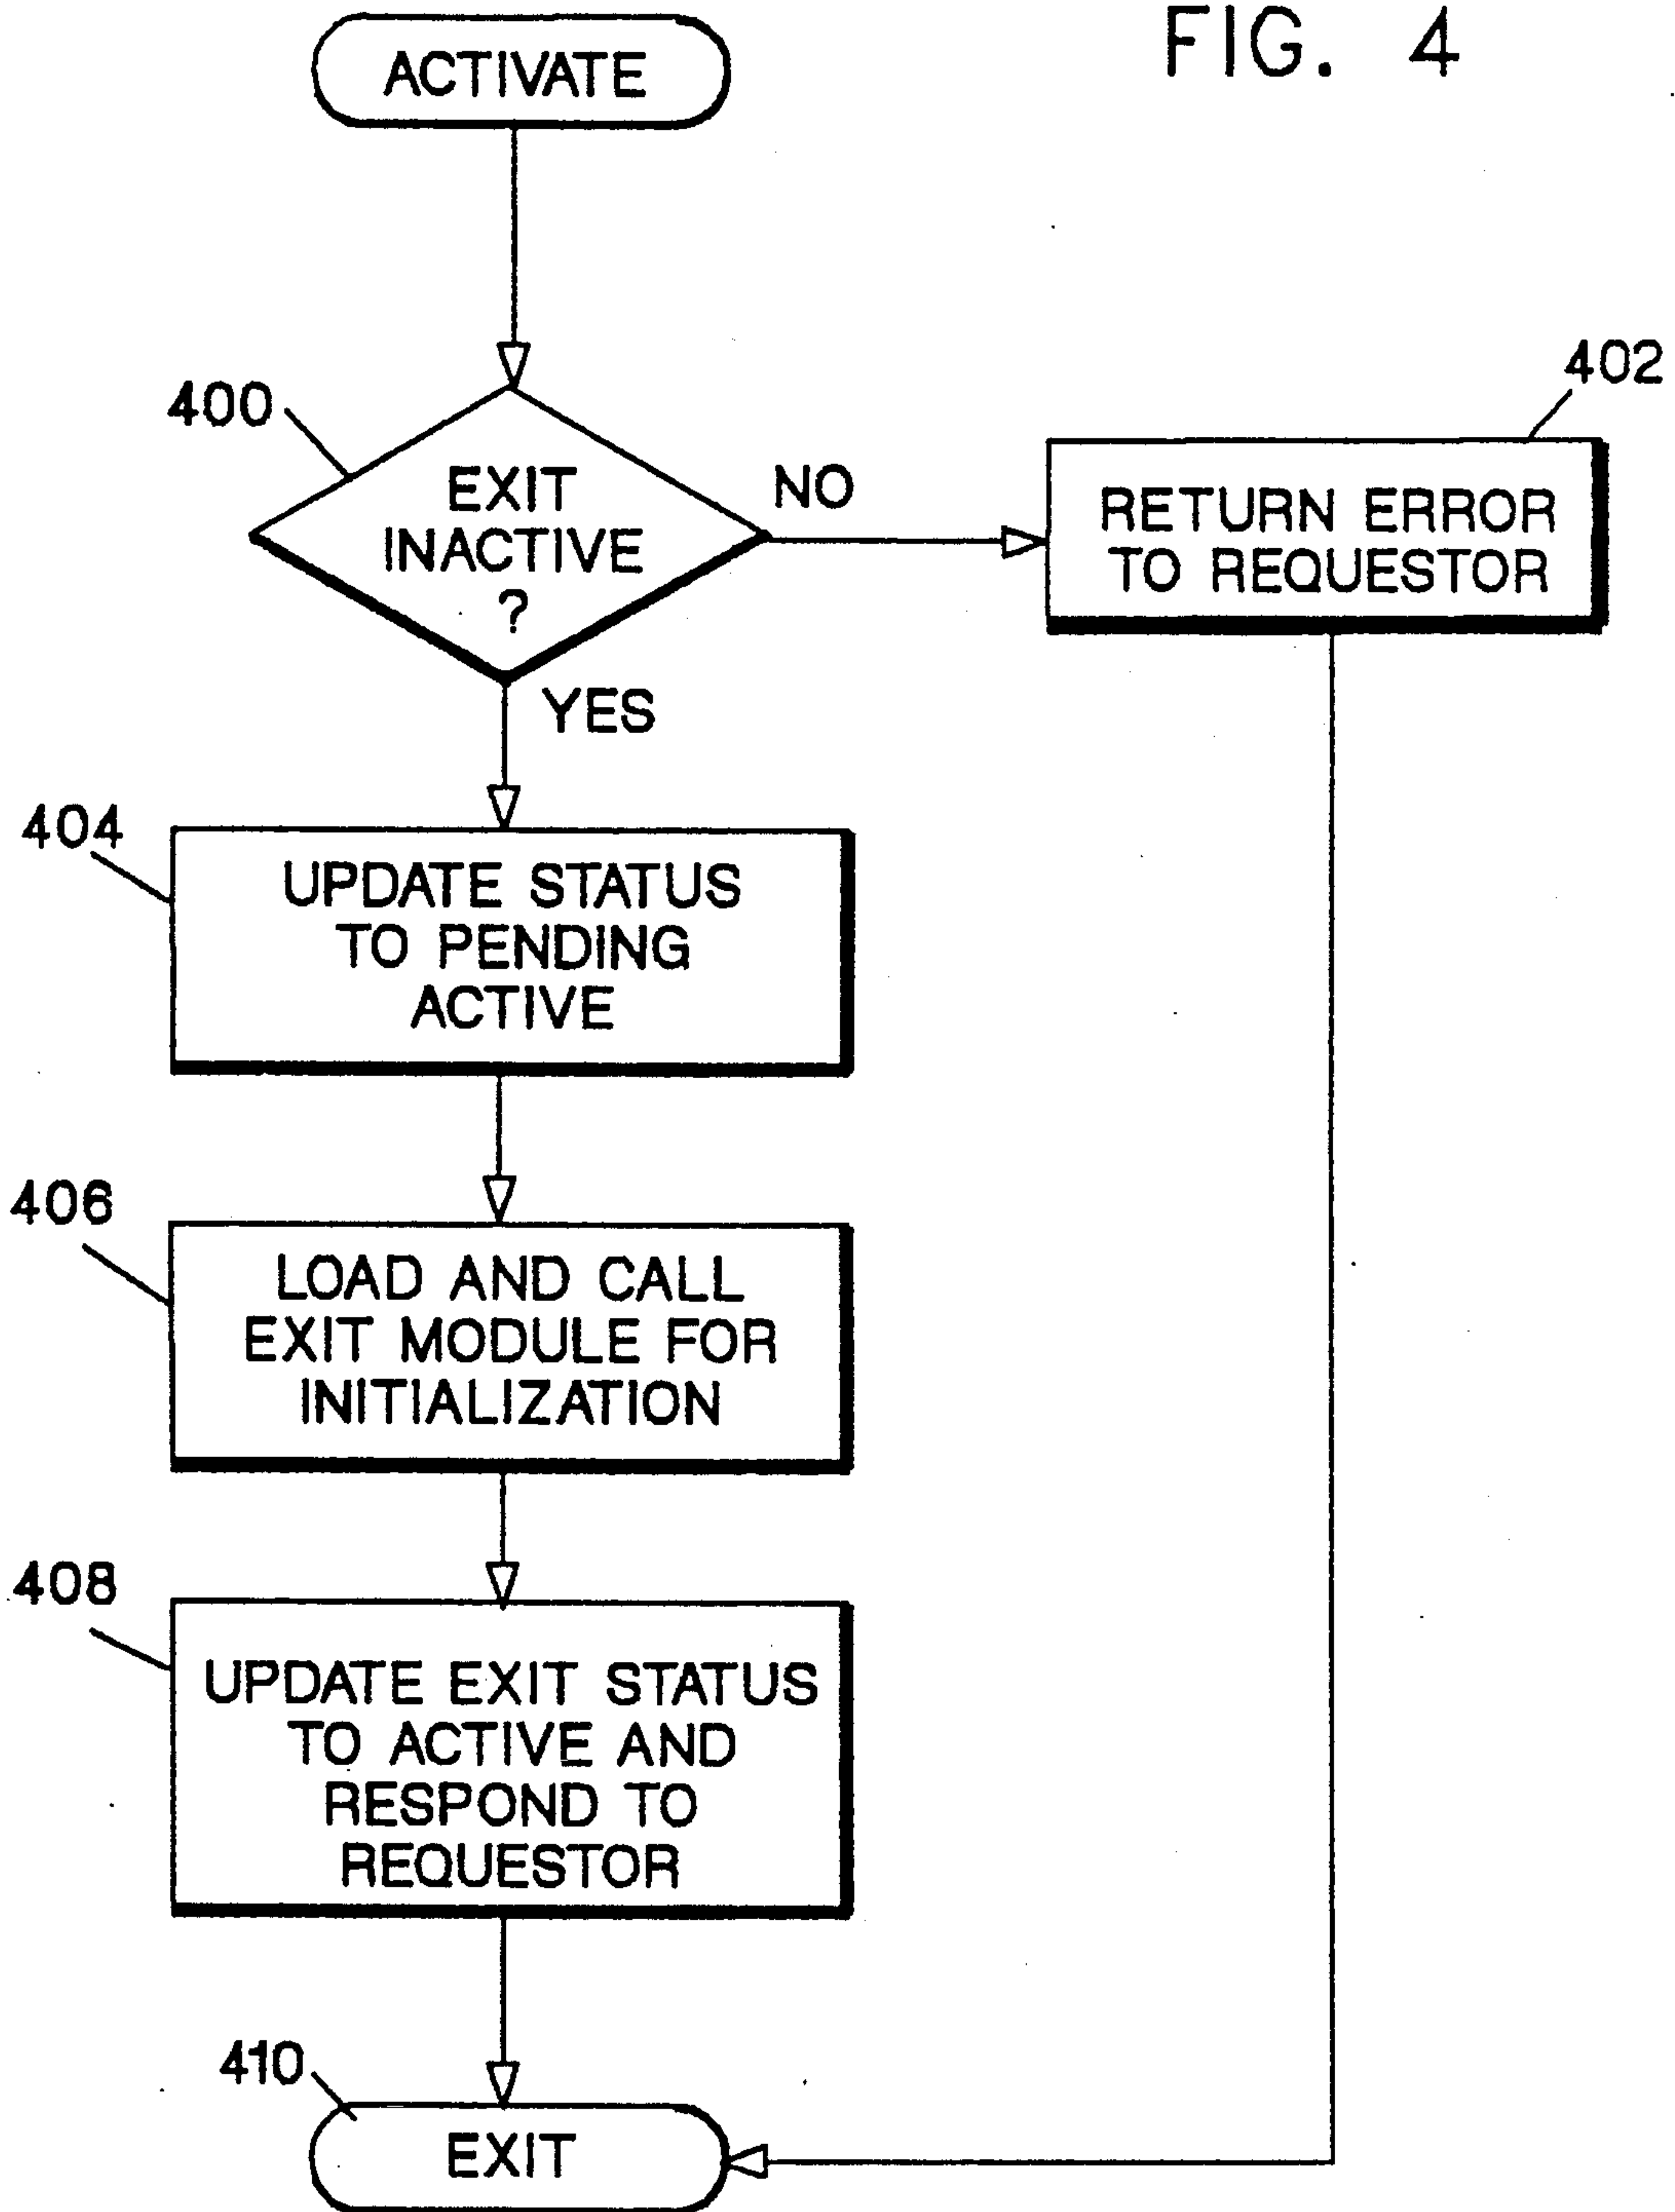 FIG. 4
ACTIVATE
400
EXIT
INACTIVE
?
NO
402
RETURN ERROR
TO REQUESTOR
YES
404
UPDATE STATUS
TO PENDING
ACTIVE
406
LOAD AND CALL
EXIT MODULE FOR
INITIALIZATION
408
UPDATE EXIT STATUS
TO ACTIVE AND
RESPOND TO
REQUESTOR
410
EXIT